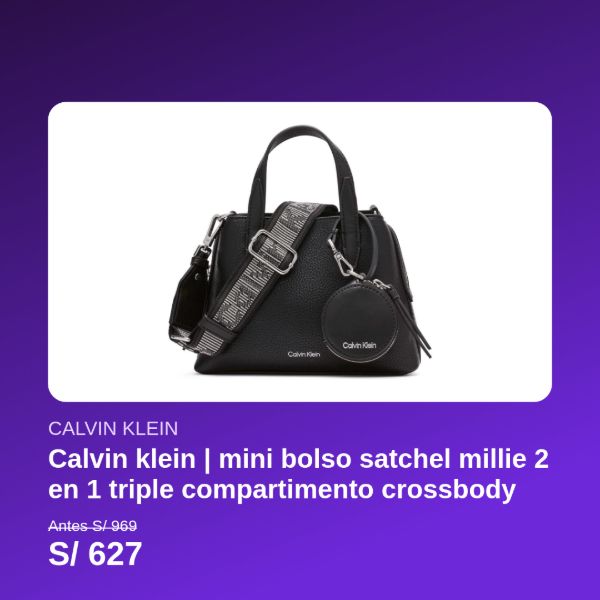 Calvin Klein
Calvin Klein
CALVIN KLEIN
Calvin klein | mini bolso satchel millie 2
en 1 triple compartimento crossbody
Antes S/ 969
S/ 627